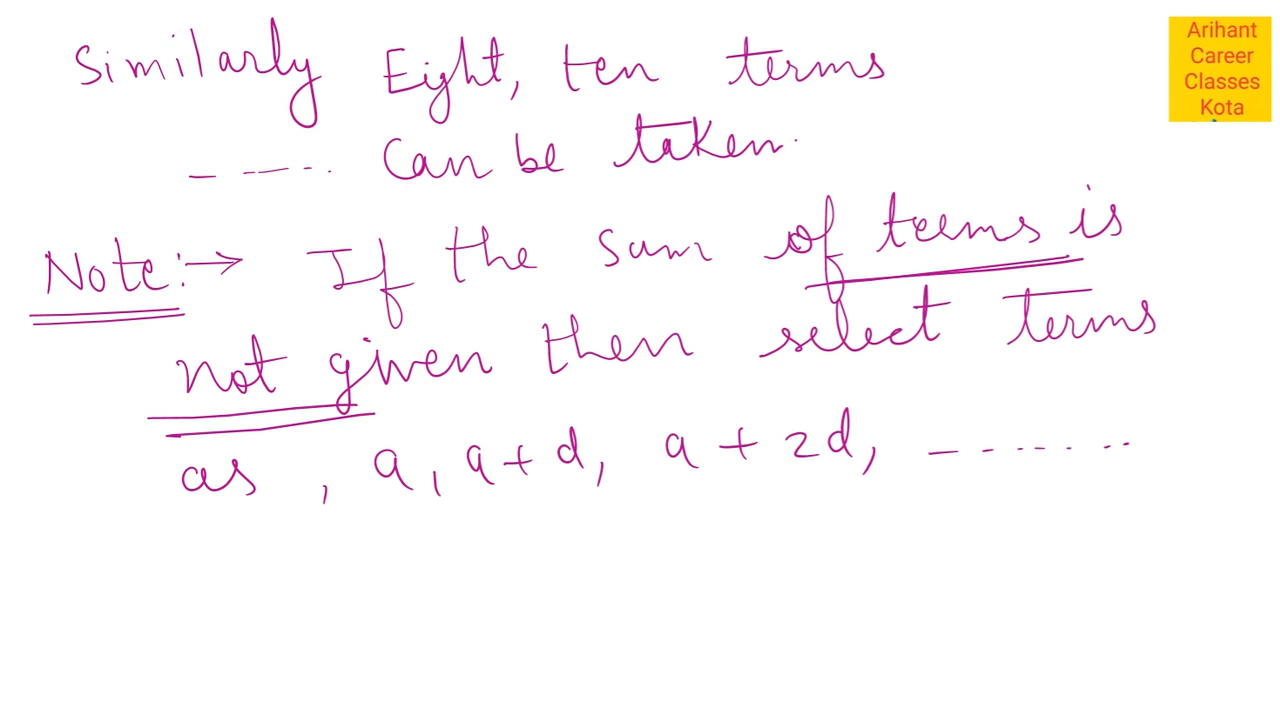 Similarly Eight, ten terms
- ---. can be taken.
Note:→ If the sum of terms is
not given then select terms
as, a, a+d, a+2d, -------
Arihant
Career
Classes
Kota